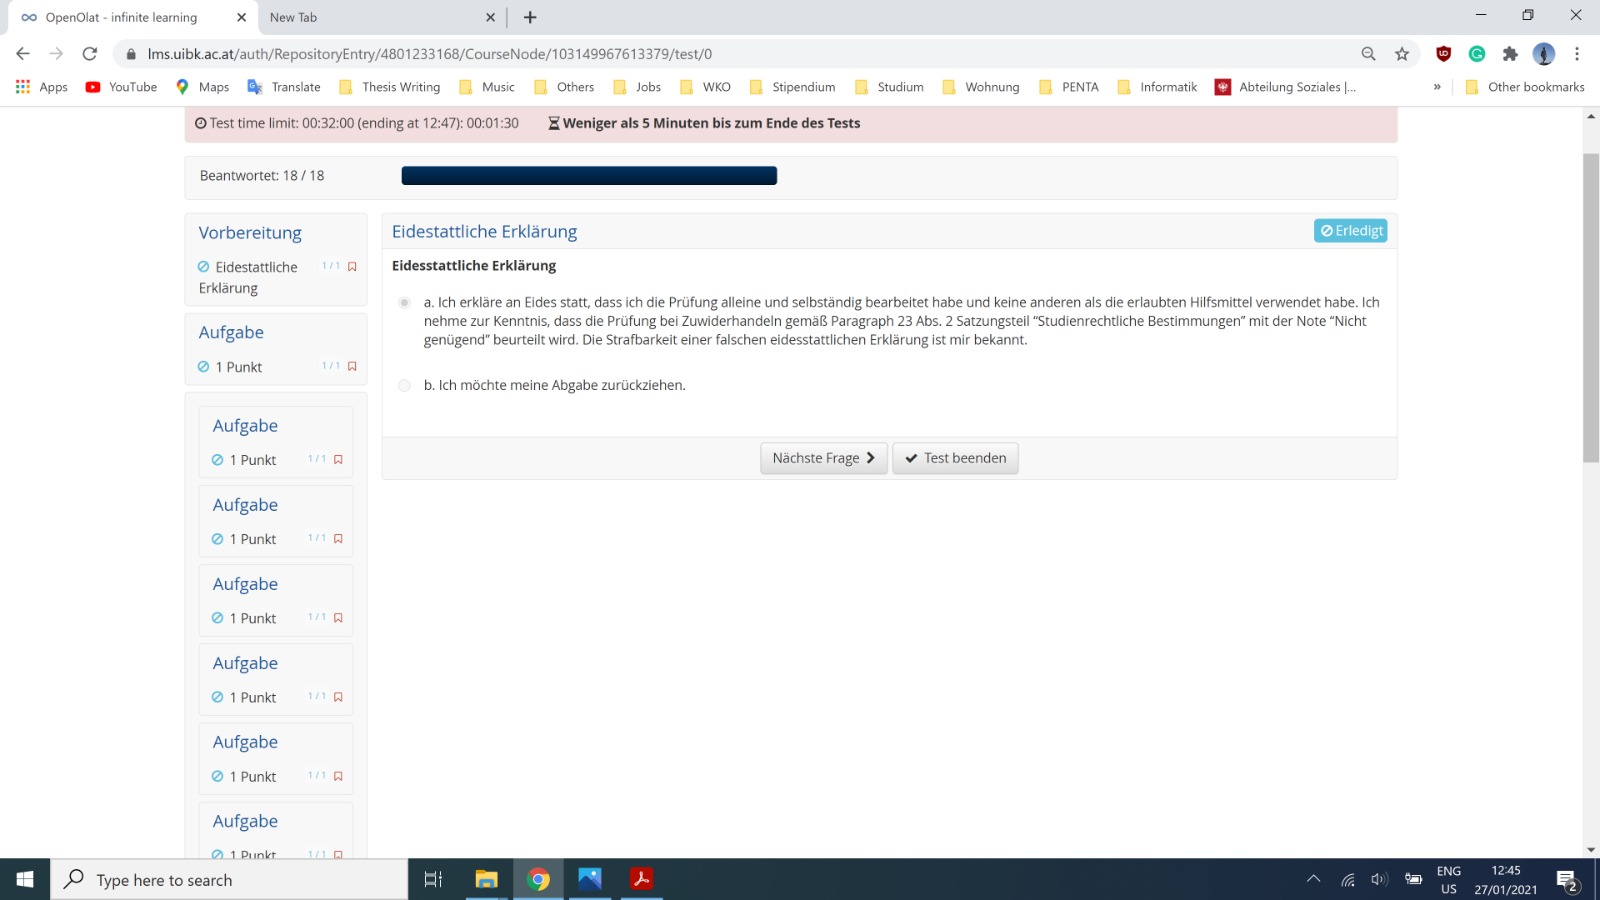 OpenOlat - infinite learning
New Tab
lms.uibk.ac.at/auth/RepositoryEntry/4801233168/CourseNode/103149967613379/test/0
Apps YouTube Maps Translate Thesis Writing Music Others Jobs WKO Stipendium Studium Wohnung PENTA Informatik Abteilung Soziales |... » Other bookmarks
Test time limit: 00:32:00 (ending at 12:47): 00:01:30 Weniger als 5 Minuten bis zum Ende des Tests
Beantwortet: 18 / 18
Vorbereitung
Eidestattliche 1 / 1
Erklärung
Aufgabe
1 Punkt 1 / 1
Aufgabe
1 Punkt 1 / 1
Aufgabe
1 Punkt 1 / 1
Aufgabe
1 Punkt 1 / 1
Aufgabe
1 Punkt 1 / 1
Aufgabe
1 Punkt 1 / 1
Aufgabe
1 Punkt 1 / 1
Eidestattliche Erklärung Erledigt
Eidesstattliche Erklärung
a. Ich erkläre an Eides statt, dass ich die Prüfung alleine und selbständig bearbeitet habe und keine anderen als die erlaubten Hilfsmittel verwendet habe. Ich
nehme zur Kenntnis, dass die Prüfung bei Zuwiderhandeln gemäß Paragraph 23 Abs. 2 Satzungsteil “Studienrechtliche Bestimmungen” mit der Note “Nicht
genügend” beurteilt wird. Die Strafbarkeit einer falschen eidesstattlichen Erklärung ist mir bekannt.
b. Ich möchte meine Abgabe zurückziehen.
Nächste Frage Test beenden
Type here to search
ENG
US
12:45
27/01/2021
2